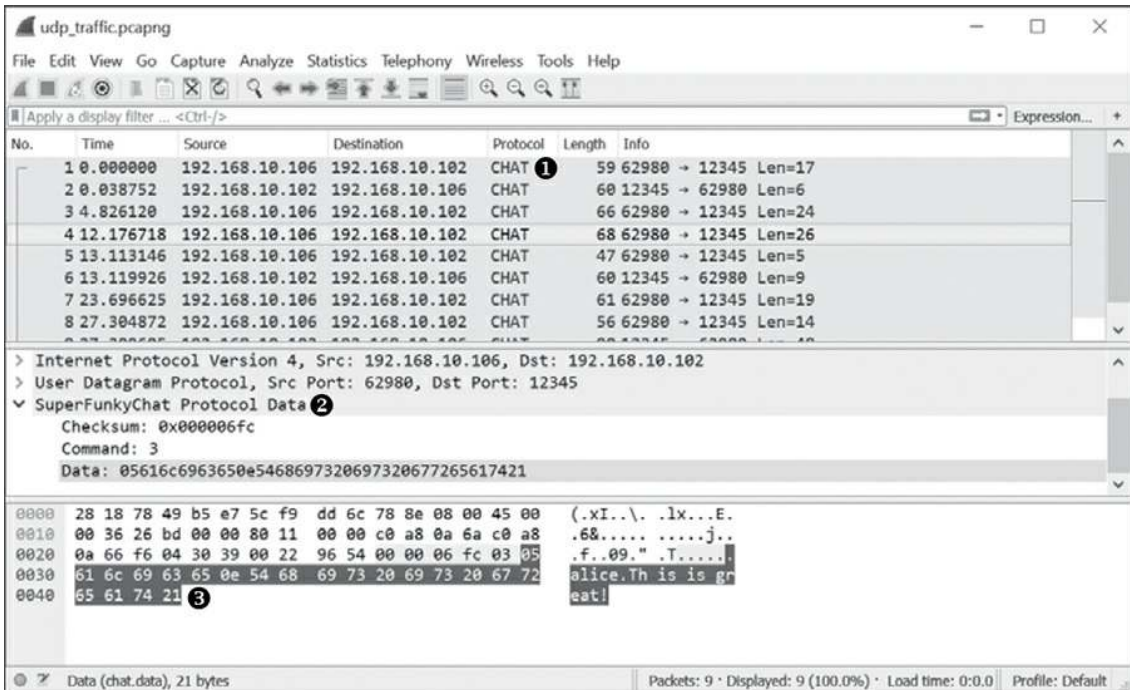 udp_traffic.pcapng
File Edit View Go Capture Analyze Statistics Telephony Wireless Tools Help
Apply a display filter ... <Ctrl-/> Expression... +
No. Time Source Destination Protocol Length Info
1 0.000000 192.168.10.106 192.168.10.102 CHAT ❶ 59 62980 → 12345 Len=17
2 0.038752 192.168.10.102 192.168.10.106 CHAT 60 12345 → 62980 Len=6
3 4.826120 192.168.10.106 192.168.10.102 CHAT 66 62980 → 12345 Len=24
4 12.176718 192.168.10.106 192.168.10.102 CHAT 68 62980 → 12345 Len=26
5 13.113146 192.168.10.106 192.168.10.102 CHAT 47 62980 → 12345 Len=5
6 13.119926 192.168.10.102 192.168.10.106 CHAT 60 12345 → 62980 Len=9
7 23.696625 192.168.10.106 192.168.10.102 CHAT 61 62980 → 12345 Len=19
8 27.304872 192.168.10.106 192.168.10.102 CHAT 56 62980 → 12345 Len=14
> Internet Protocol Version 4, Src: 192.168.10.106, Dst: 192.168.10.102
> User Datagram Protocol, Src Port: 62980, Dst Port: 12345
SuperFunkyChat Protocol Data ❷
Checksum: 0x000006fc
Command: 3
Data: 05616c6963650e5468697320697320677265617421
0000 28 18 78 49 b5 e7 5c f9 dd 6c 78 8e 08 00 45 00 (.xI..\. .lx...E.
0010 00 36 26 bd 00 00 80 11 00 00 c0 a8 0a 6a c0 a8 .6&..... .....j..
0020 0a 66 f6 04 30 39 00 22 96 54 00 00 06 fc 03 05 .f..09." .T......
0030 61 6c 69 63 65 0e 54 68 69 73 20 69 73 20 67 72 alice.Th is is gr
0040 65 61 74 21 ❸ eat!
Data (chat.data), 21 bytes Packets: 9 · Displayed: 9 (100.0%) · Load time: 0:0.0 Profile: Default